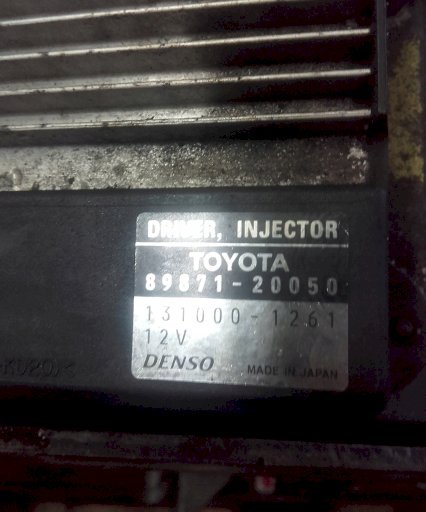 DRIVER, INJECTOR
TOYOTA
89871-20050
131000-1261
12V
DENSO
MADE IN JAPAN